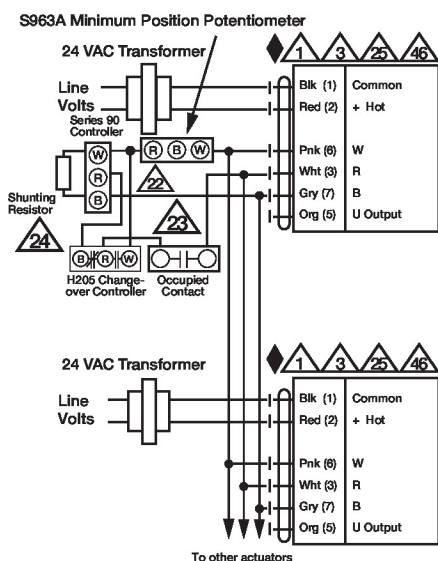 S963A Minimum Position Potentiometer
24 VAC Transformer
1 3 25 46
Line
Volts
Blk (1) Common
Red (2) + Hot
Series 90
Controller
W
R
B
R B W
Pnk (6) W
Wht (3) R
Gry (7) B
Org (5) U Output
22
Shunting
Resistor
24
23
B R W
H205 Change-
over Controller
Occupied
Contact
24 VAC Transformer
1 3 25 46
Line
Volts
Blk (1) Common
Red (2) + Hot
Pnk (6) W
Wht (3) R
Gry (7) B
Org (5) U Output
To other actuators